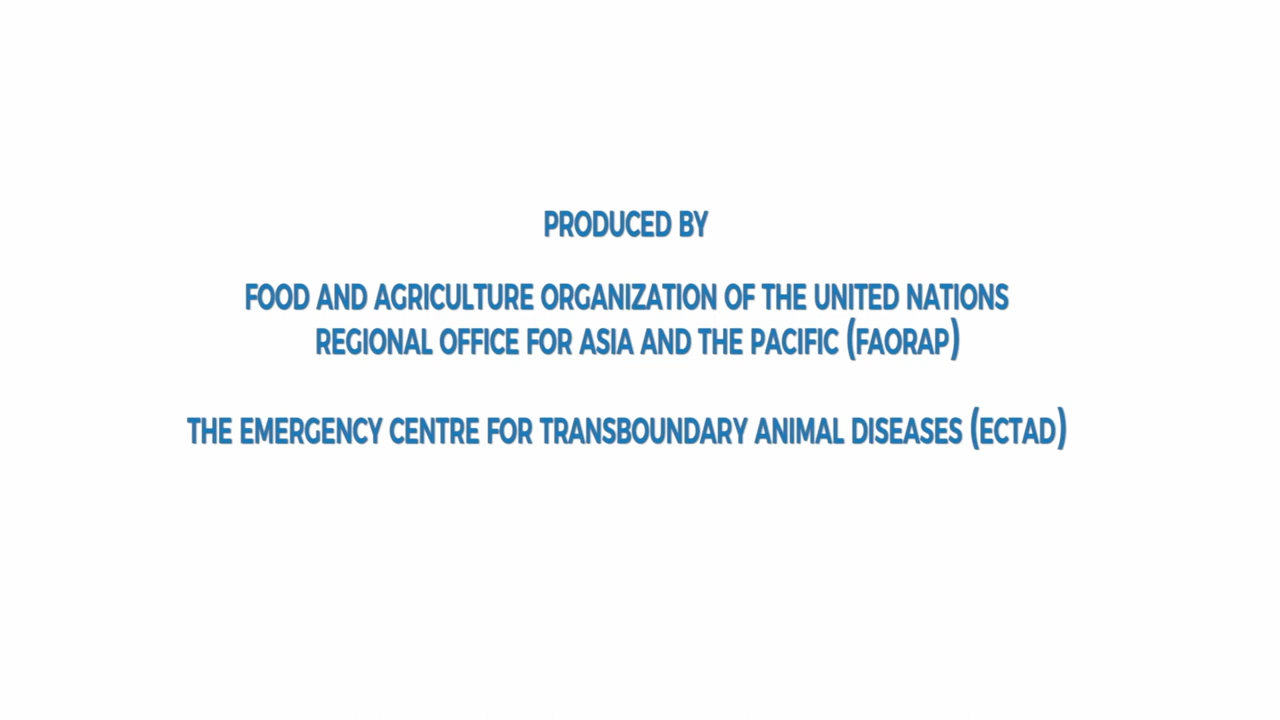 PRODUCED BY
FOOD AND AGRICULTURE ORGANIZATION OF THE UNITED NATIONS
REGIONAL OFFICE FOR ASIA AND THE PACIFIC (FAORAP)
THE EMERGENCY CENTRE FOR TRANSBOUNDARY ANIMAL DISEASES (ECTAD)